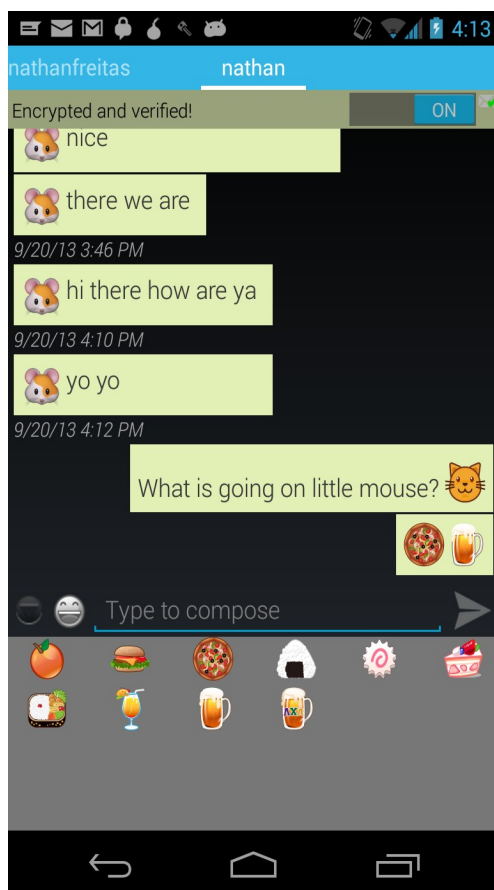 4:13
nathanfreitas
nathan
Encrypted and verified!
ON
nice
there we are
9/20/13 3:46 PM
hi there how are ya
9/20/13 4:10 PM
yo yo
9/20/13 4:12 PM
What is going on little mouse?
Type to compose